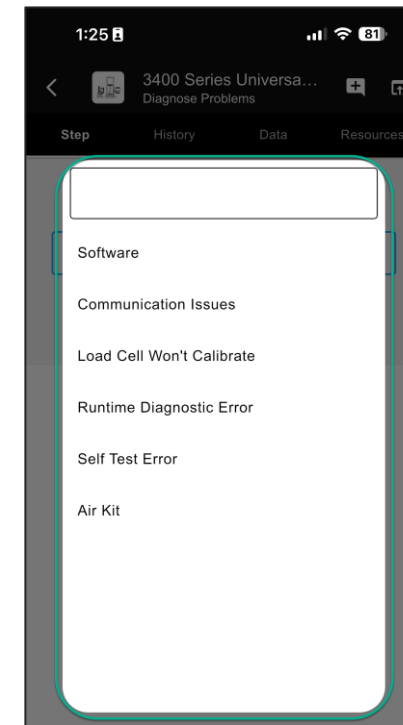 1:25
81
3400 Series Universa...
Diagnose Problems
Step
History
Data
Resources
Software
Communication Issues
Load Cell Won't Calibrate
Runtime Diagnostic Error
Self Test Error
Air Kit